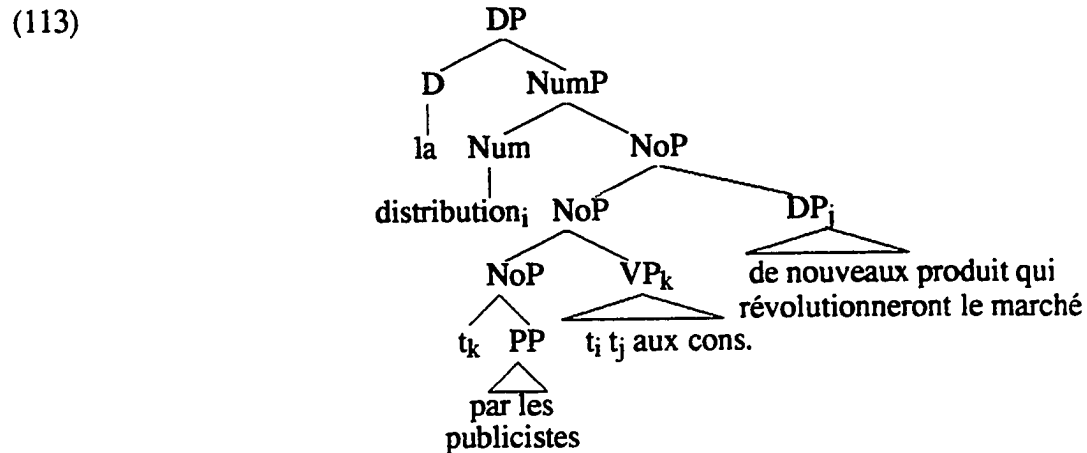 (113) DP
D NumP
la Num NoP
distributioni NoP DPj
NoP VPk de nouveaux produit qui
révolutionneront le marché
tk PP ti tj aux cons.
par les
publicistes